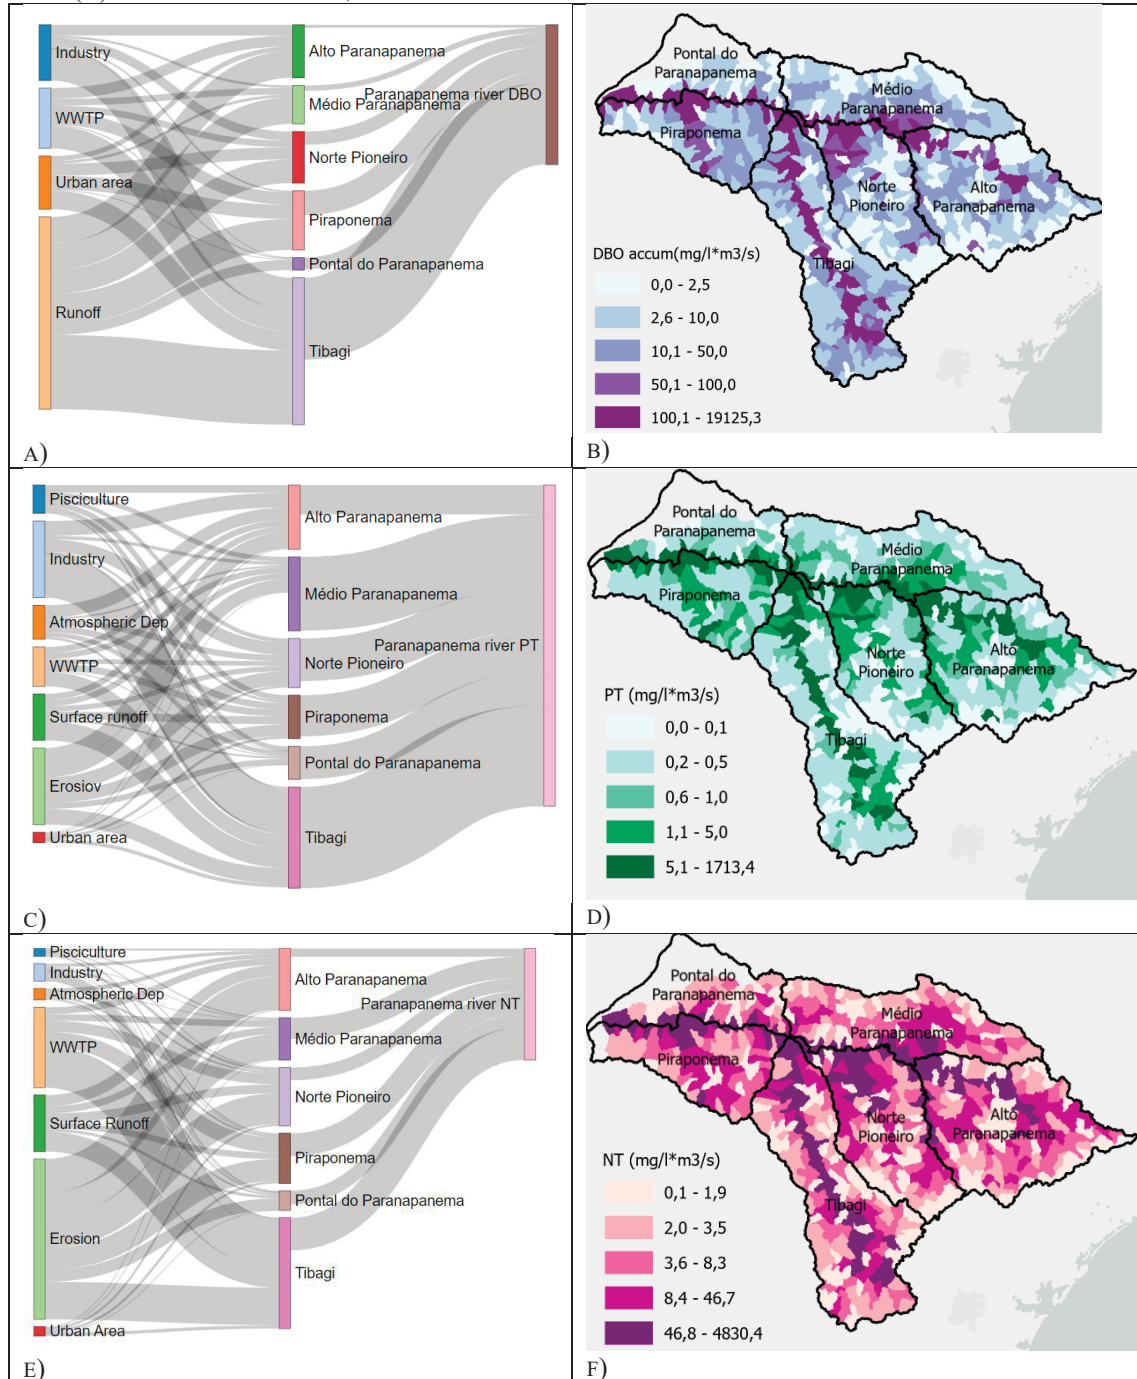 Industry
WWTP
Urban area
Runoff
Alto Paranapanema
Médio Paranapanema
Norte Pioneiro
Piraponema
Pontal do Paranapanema
Tibagi
Paranapanema river DBO
A)
Pontal do
Paranapanema
Médio
Paranapanema
Piraponema
Norte
Pioneiro
Alto
Paranapanema
Tibagi
DBO accum(mg/l*m3/s)
0,0 - 2,5
2,6 - 10,0
10,1 - 50,0
50,1 - 100,0
100,1 - 19125,3
B)
Pisciculture
Industry
Atmospheric Dep
WWTP
Surface runoff
Erosiov
Urban area
Alto Paranapanema
Médio Paranapanema
Norte Pioneiro
Piraponema
Pontal do Paranapanema
Tibagi
Paranapanema river PT
C)
Pontal do
Paranapanema
Médio
Paranapanema
Piraponema
Norte
Pioneiro
Alto
Paranapanema
Tibagi
PT (mg/l*m3/s)
0,0 - 0,1
0,2 - 0,5
0,6 - 1,0
1,1 - 5,0
5,1 - 1713,4
D)
Pisciculture
Industry
Atmospheric Dep
WWTP
Surface Runoff
Erosion
Urban Area
Alto Paranapanema
Médio Paranapanema
Norte Pioneiro
Piraponema
Pontal do Paranapanema
Tibagi
Paranapanema river NT
E)
Pontal do
Paranapanema
Médio
Paranapanema
Piraponema
Norte
Pioneiro
Alto
Paranapanema
Tibagi
NT (mg/l*m3/s)
0,1 - 1,9
2,0 - 3,5
3,6 - 8,3
8,4 - 46,7
46,8 - 4830,4
F)